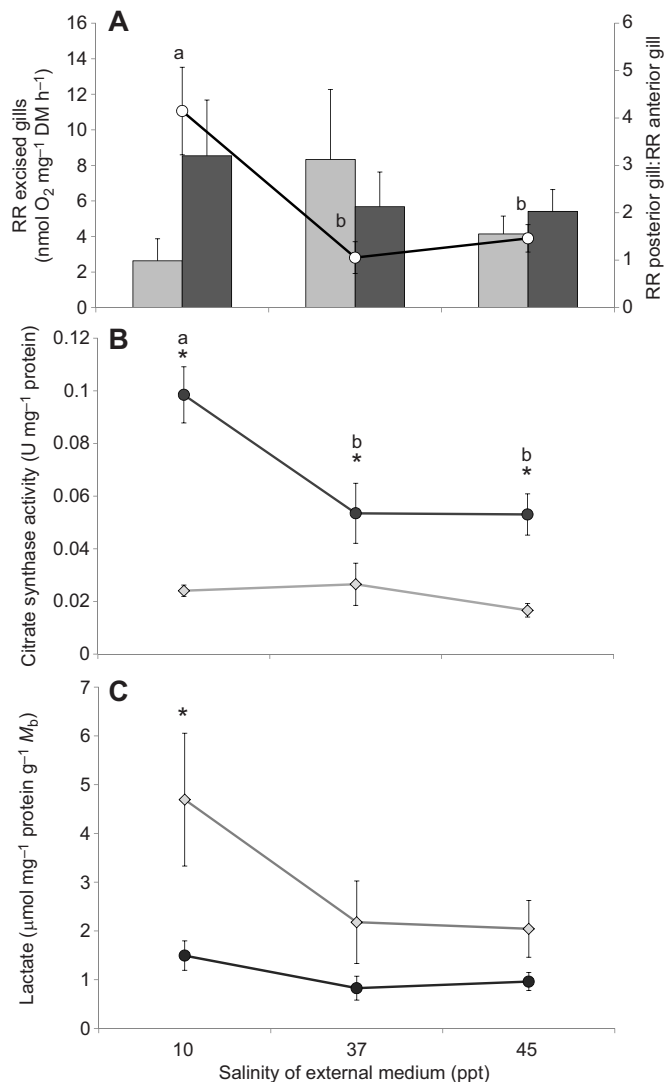 A
RR excised gills
(nmol O₂ mg⁻¹ DM h⁻¹)
16
14
12
10
8
6
4
2
0
a
b
b
6
5
4
3
2
1
0
RR posterior gill:RR anterior gill
B
Citrate synthase activity (U mg⁻¹ protein)
0.12
0.1
0.08
0.06
0.04
0.02
0
a
*
b
*
b
*
C
Lactate (μmol mg⁻¹ protein g⁻¹ Mb)
7
6
5
4
3
2
1
0
*
10 37 45
Salinity of external medium (ppt)